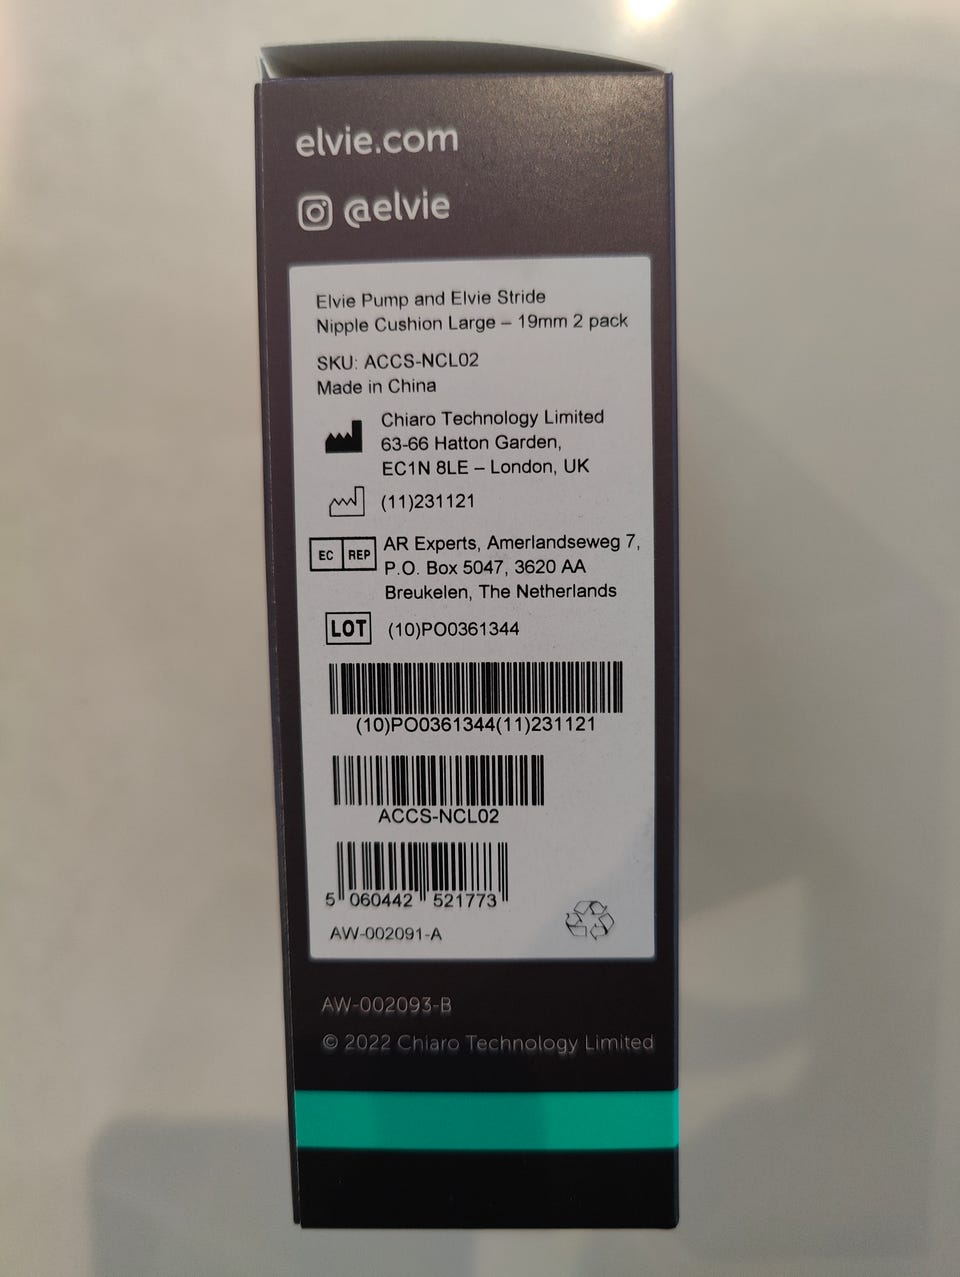 elvie.com
@elvie
Elvie Pump and Elvie Stride
Nipple Cushion Large – 19mm 2 pack
SKU: ACCS-NCL02
Made in China
Chiaro Technology Limited
63-66 Hatton Garden,
EC1N 8LE – London, UK
(11)231121
EC REP
AR Experts, Amerlandseweg 7,
P.O. Box 5047, 3620 AA
Breukelen, The Netherlands
LOT (10)PO0361344
(10)PO0361344(11)231121
ACCS-NCL02
5 060442 521773
AW-002091-A
AW-002093-B
© 2022 Chiaro Technology Limited